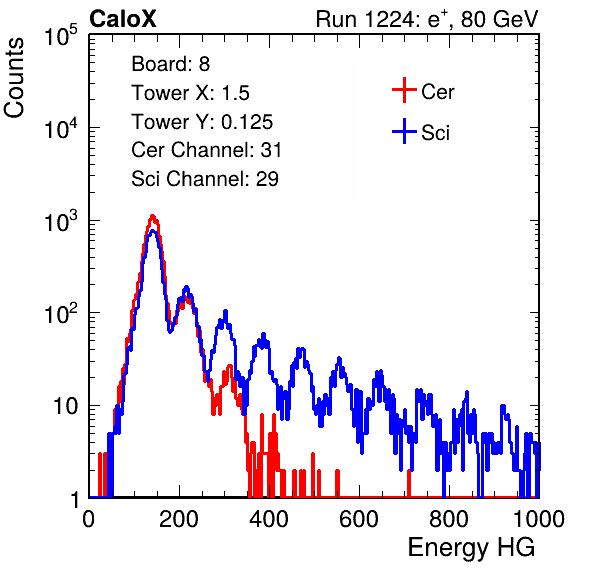 CaloX Run 1224: e⁺, 80 GeV
Counts
Board: 8
Tower X: 1.5
Tower Y: 0.125
Cer Channel: 31
Sci Channel: 29
Cer
Sci
10⁵
10⁴
10³
10²
10
1
0 200 400 600 800 1000
Energy HG